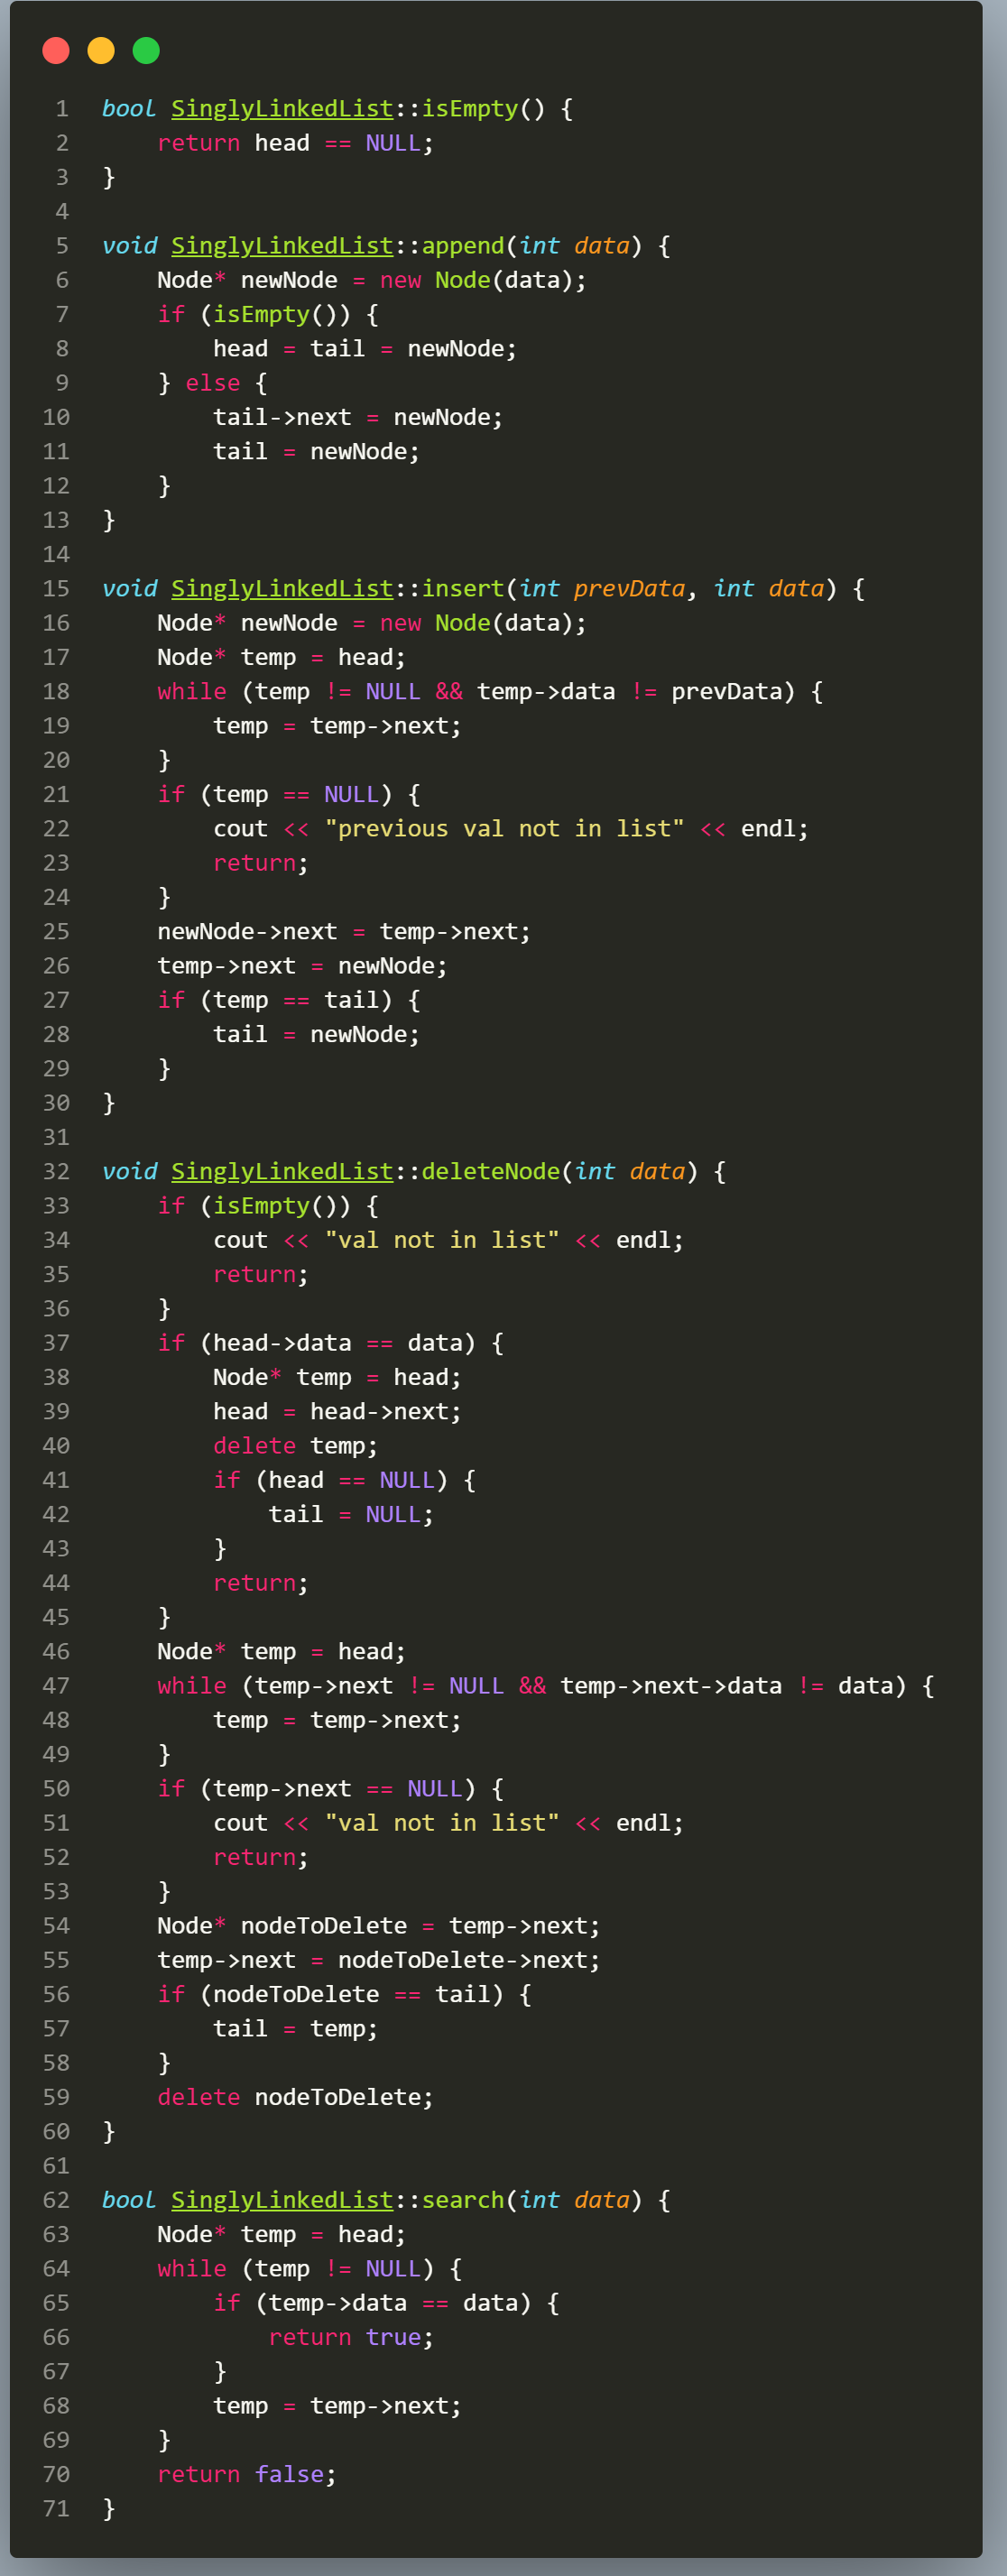 1 bool SinglyLinkedList::isEmpty() {
2     return head == NULL;
3 }
4
5 void SinglyLinkedList::append(int data) {
6     Node* newNode = new Node(data);
7     if (isEmpty()) {
8         head = tail = newNode;
9     } else {
10         tail->next = newNode;
11         tail = newNode;
12     }
13 }
14
15 void SinglyLinkedList::insert(int prevData, int data) {
16     Node* newNode = new Node(data);
17     Node* temp = head;
18     while (temp != NULL && temp->data != prevData) {
19         temp = temp->next;
20     }
21     if (temp == NULL) {
22         cout << "previous val not in list" << endl;
23         return;
24     }
25     newNode->next = temp->next;
26     temp->next = newNode;
27     if (temp == tail) {
28         tail = newNode;
29     }
30 }
31
32 void SinglyLinkedList::deleteNode(int data) {
33     if (isEmpty()) {
34         cout << "val not in list" << endl;
35         return;
36     }
37     if (head->data == data) {
38         Node* temp = head;
39         head = head->next;
40         delete temp;
41         if (head == NULL) {
42             tail = NULL;
43         }
44         return;
45     }
46     Node* temp = head;
47     while (temp->next != NULL && temp->next->data != data) {
48         temp = temp->next;
49     }
50     if (temp->next == NULL) {
51         cout << "val not in list" << endl;
52         return;
53     }
54     Node* nodeToDelete = temp->next;
55     temp->next = nodeToDelete->next;
56     if (nodeToDelete == tail) {
57         tail = temp;
58     }
59     delete nodeToDelete;
60 }
61
62 bool SinglyLinkedList::search(int data) {
63     Node* temp = head;
64     while (temp != NULL) {
65         if (temp->data == data) {
66             return true;
67         }
68         temp = temp->next;
69     }
70     return false;
71 }